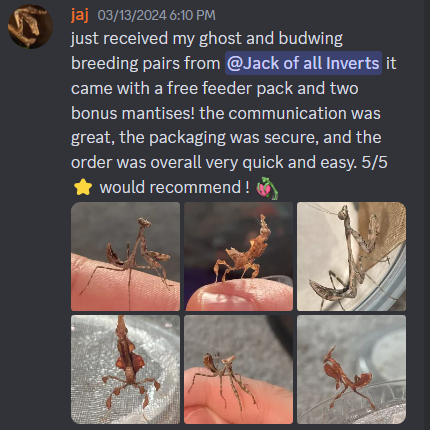 jaj 03/13/2024 6:10 PM
just received my ghost and budwing
breeding pairs from @Jack of all Inverts it
came with a free feeder pack and two
bonus mantises! the communication was
great, the packaging was secure, and the
order was overall very quick and easy. 5/5
⭐ would recommend !